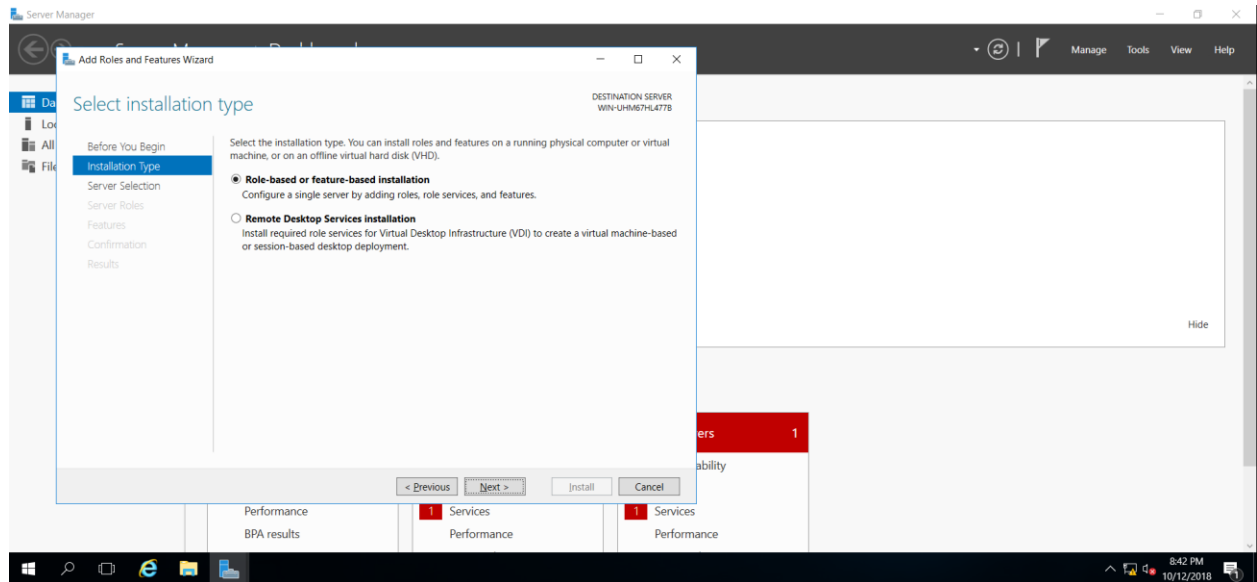 Server Manager
Manage Tools View Help
Add Roles and Features Wizard
Select installation type
DESTINATION SERVER
WIN-UHM67HL477B
Before You Begin
Installation Type
Server Selection
Server Roles
Features
Confirmation
Results
Select the installation type. You can install roles and features on a running physical computer or virtual
machine, or on an offline virtual hard disk (VHD).
Role-based or feature-based installation
Configure a single server by adding roles, role services, and features.
Remote Desktop Services installation
Install required role services for Virtual Desktop Infrastructure (VDI) to create a virtual machine-based
or session-based desktop deployment.
< Previous Next > Install Cancel
Da
Loc
All
File
Hide
ers 1
ability
Performance
BPA results
1 Services
Performance
1 Services
Performance
8:42 PM
10/12/2018
1